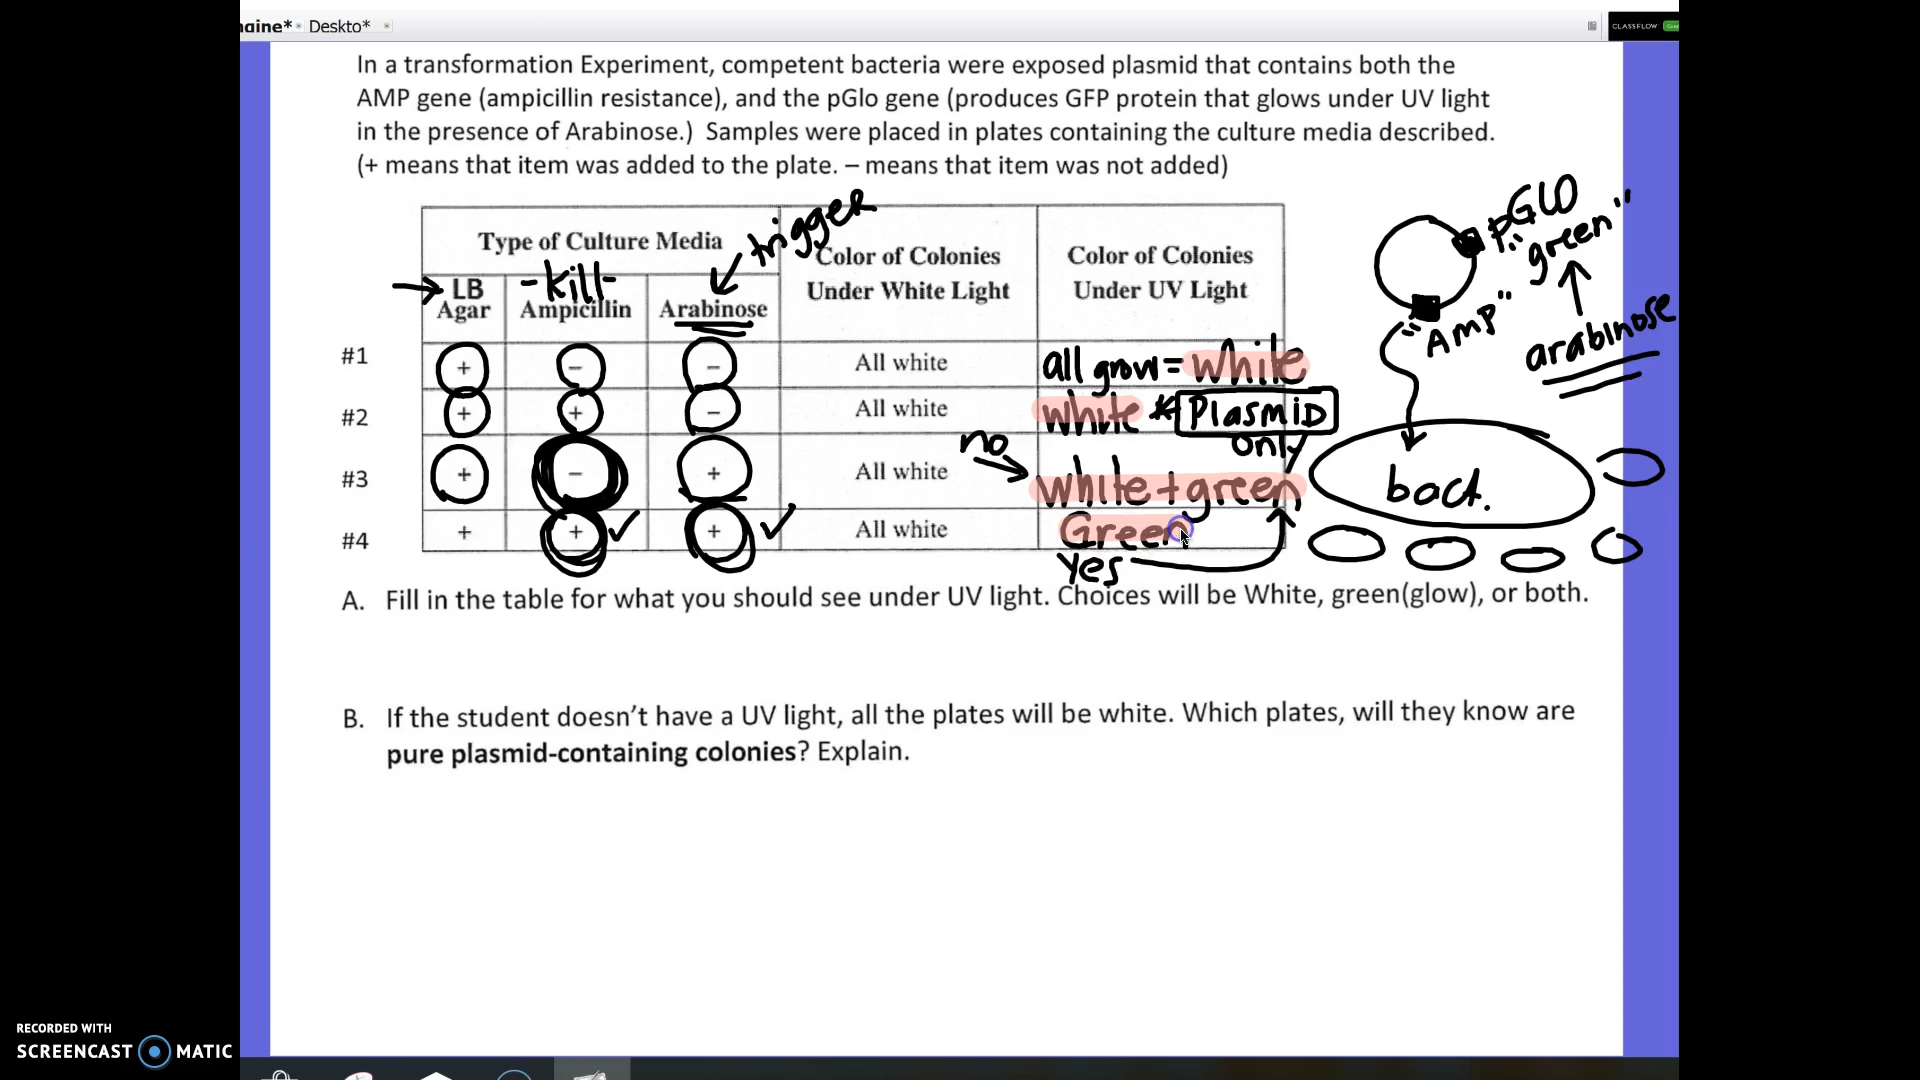 naine* Deskto*
CLASSFLOW
In a transformation Experiment, competent bacteria were exposed plasmid that contains both the
AMP gene (ampicillin resistance), and the pGlo gene (produces GFP protein that glows under UV light
in the presence of Arabinose.) Samples were placed in plates containing the culture media described.
(+ means that item was added to the plate. – means that item was not added)
trigger
pGLO
"green"
Type of Culture Media
Color of Colonies
Under White Light
Color of Colonies
Under UV Light
-kill-
LB
Agar
Ampicillin
Arabinose
"Amp"
arabinose
#1 + – – All white all grow = white
#2 + + – All white white * Plasmid
only
no
#3 + – + All white white + green
bact.
#4 + + + All white Green
yes
A. Fill in the table for what you should see under UV light. Choices will be White, green(glow), or both.
B. If the student doesn't have a UV light, all the plates will be white. Which plates, will they know are
pure plasmid-containing colonies? Explain.
RECORDED WITH
SCREENCAST MATIC